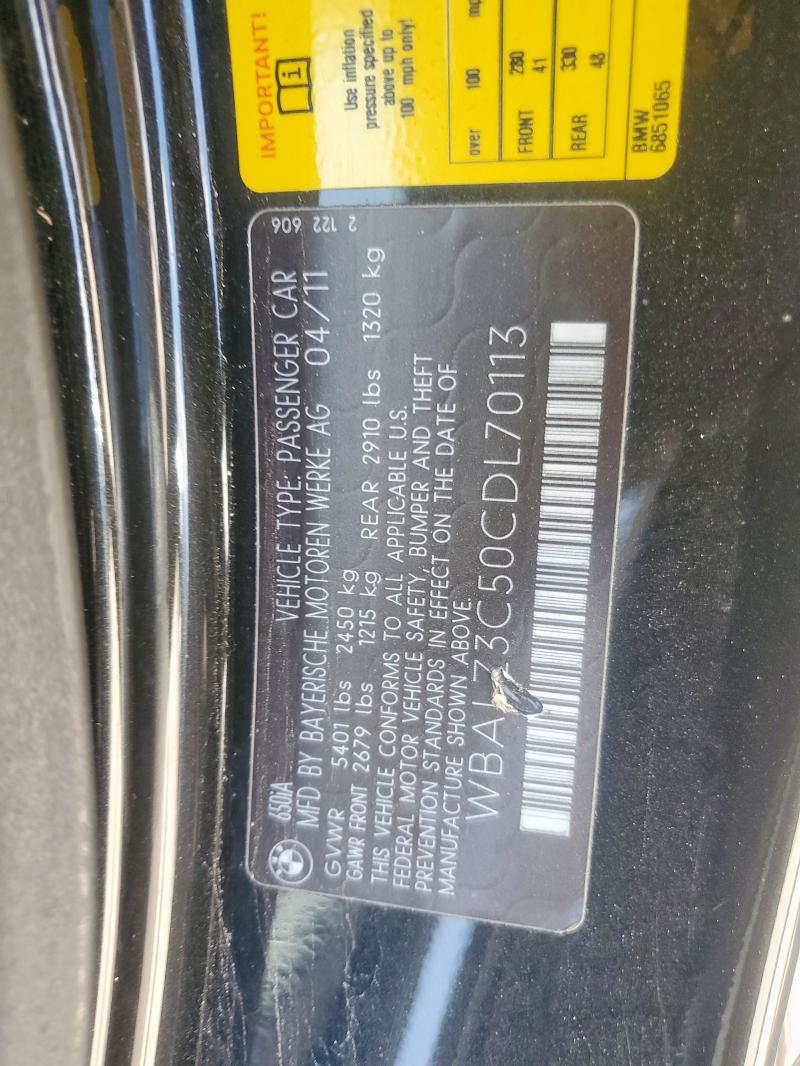 IMPORTANT!
Use inflation
pressure specified
above up to
100 mph only!
over 100
FRONT 280
41
REAR 330
48
BMW
6851065
2 122 606
650iA
VEHICLE TYPE: PASSENGER CAR
MFD BY BAYERISCHE MOTOREN WERKE AG 04/11
GVWR 5401 lbs 2450 kg
GAWR FRONT 2679 lbs 1215 kg REAR 2910 lbs 1320 kg
THIS VEHICLE CONFORMS TO ALL APPLICABLE U.S.
FEDERAL MOTOR VEHICLE SAFETY, BUMPER AND THEFT
PREVENTION STANDARDS IN EFFECT ON THE DATE OF
MANUFACTURE SHOWN ABOVE.
WBALZ3C50CDL70113